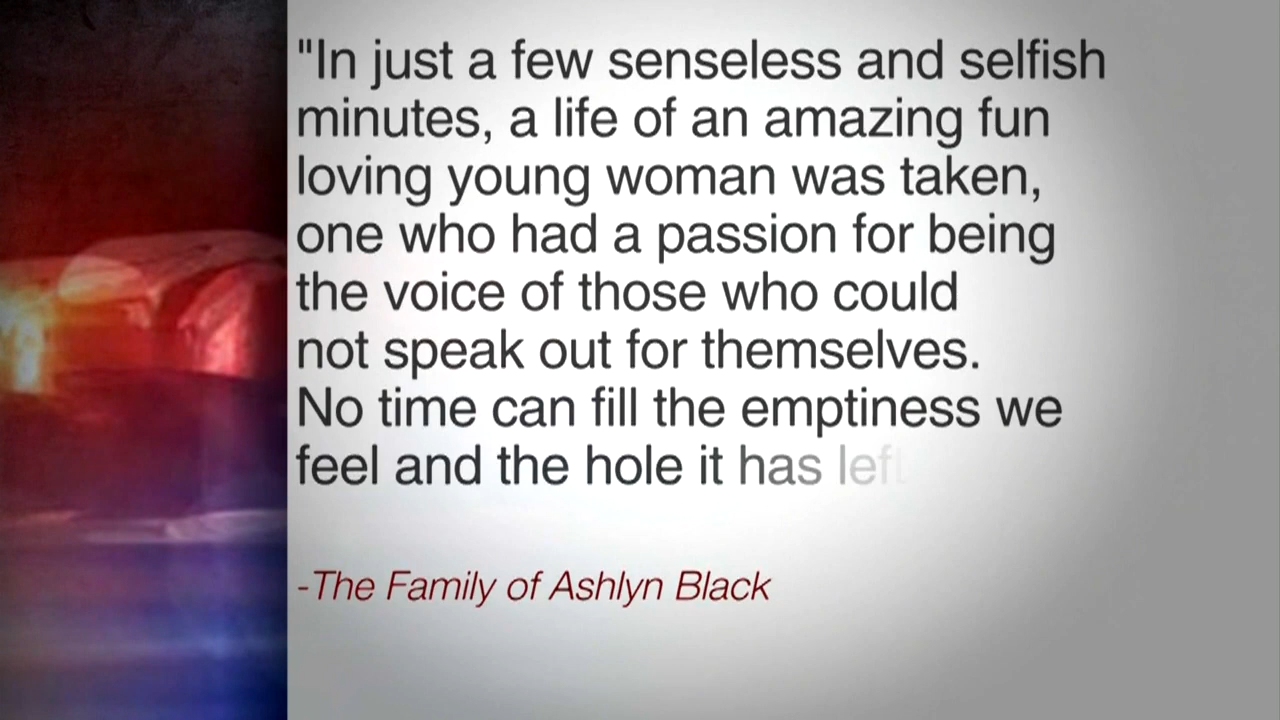 "In just a few senseless and selfish
minutes, a life of an amazing fun
loving young woman was taken,
one who had a passion for being
the voice of those who could
not speak out for themselves.
No time can fill the emptiness we
feel and the hole it has left
-The Family of Ashlyn Black